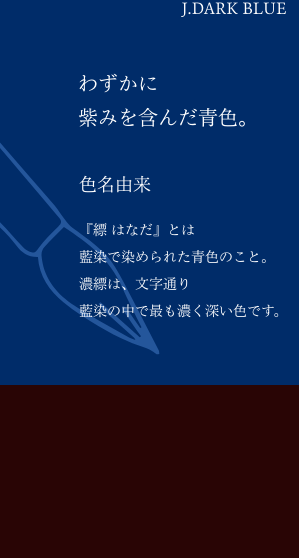 J.DARK BLUE
わずかに
紫みを含んだ青色。
色名由来
『縹 はなだ』とは
藍染で染められた青色のこと。
濃縹は、文字通り
藍染の中で最も濃く深い色です。